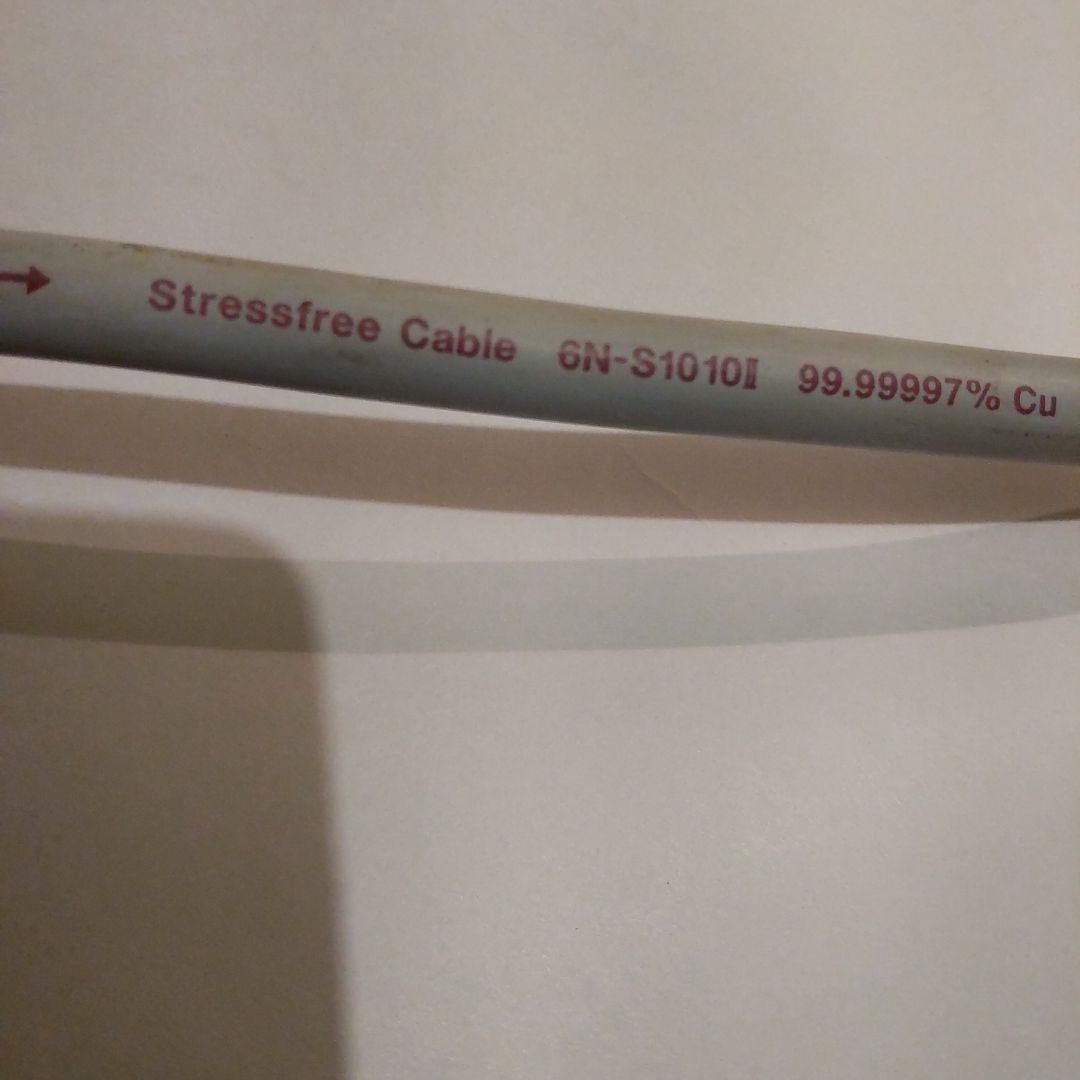 → Stressfree Cable 6N-S1010Ⅱ 99.99997% Cu